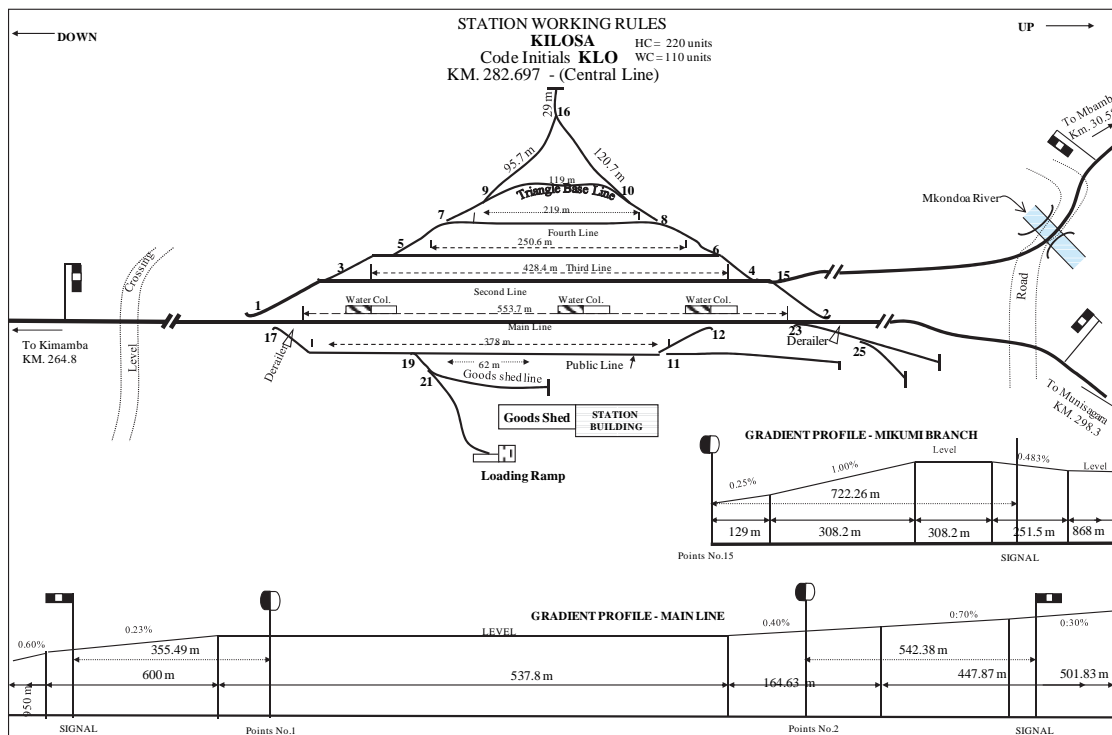 STATION WORKING RULES
KILOSA
HC = 220 units
Code Initials KLO
WC = 110 units
KM. 282.697 - (Central Line)
DOWN
UP
29 m
16
95.7 m
120.7 m
9
119 m
10
Triangle Base Line
7
219 m
8
Fourth Line
5
250.6 m
6
3
428.4 m
Third Line
4
15
Second Line
1
Water Col.
Water Col.
Water Col.
553.7 m
2
Main Line
17
23
Derailer
Derailer
378 m
12
25
19
Public Line
11
21
62 m
Goods shed line
Goods Shed
STATION
BUILDING
Loading Ramp
Crossing
Level
To Kimamba
KM. 264.8
To Mbamba
Km. 30.5
Mkondoa River
Road
To Munisagara
KM. 298.3
GRADIENT PROFILE - MIKUMI BRANCH
0.25%
1.00%
Level
0.483%
Level
722.26 m
129 m
308.2 m
308.2 m
251.5 m
868 m
Points No.15
SIGNAL
GRADIENT PROFILE - MAIN LINE
0.60%
0.23%
LEVEL
0.40%
0:70%
0:30%
355.49 m
542.38 m
950 m
600 m
537.8 m
164.63 m
447.87 m
501.83 m
SIGNAL
Points No.1
Points No.2
SIGNAL